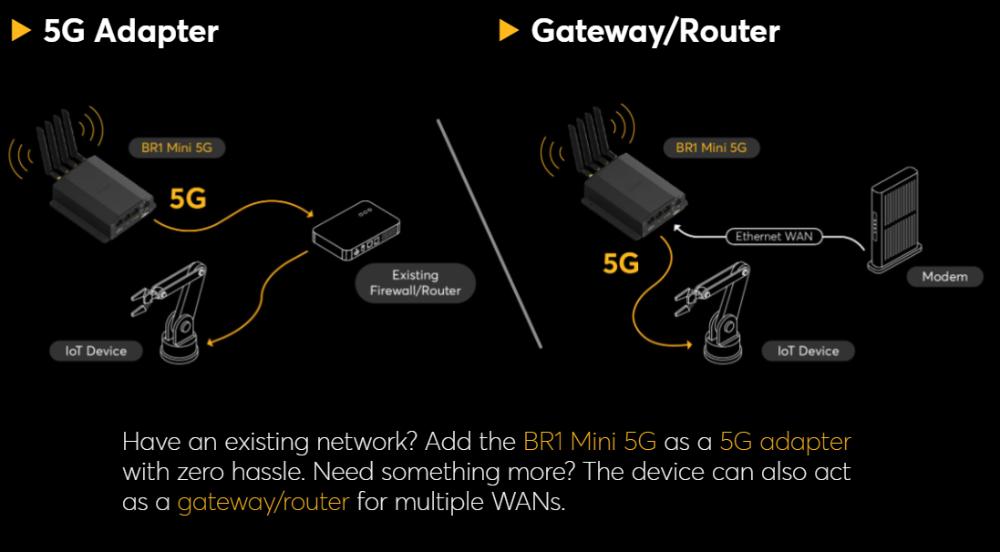 5G Adapter
Gateway/Router
BR1 Mini 5G
5G
Existing
Firewall/Router
IoT Device
BR1 Mini 5G
Ethernet WAN
5G
Modem
IoT Device
Have an existing network? Add the BR1 Mini 5G as a 5G adapter
with zero hassle. Need something more? The device can also act
as a gateway/router for multiple WANs.